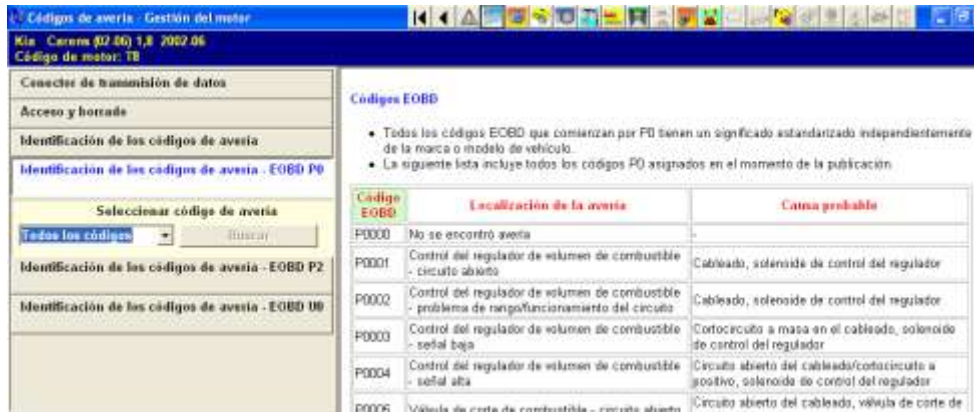 Códigos de avería - Gestión del motor
Kia Carens (02-06) 1,8 2002-06
Código de motor: T8
Conector de transmisión de datos
Acceso y borrado
Identificación de los códigos de avería
Identificación de los códigos de avería - EOBD P0
Seleccionar código de avería
Todos los códigos
Buscar
Identificación de los códigos de avería - EOBD P2
Identificación de los códigos de avería - EOBD U0
Códigos EOBD
• Todos los códigos EOBD que comienzan por P0 tienen un significado estandarizado independientemente
de la marca o modelo de vehículo.
• La siguiente lista incluye todos los códigos P0 asignados en el momento de la publicación.
Código
EOBD
Localización de la avería
Causa probable
P0000 No se encontró avería -
P0001 Control del regulador de volumen de combustible
- circuito abierto
Cableado, solenoide de control del regulador
P0002 Control del regulador de volumen de combustible
- problema de rango/funcionamiento del circuito
Cableado, solenoide de control del regulador
P0003 Control del regulador de volumen de combustible
- señal baja
Cortocircuito a masa en el cableado, solenoide
de control del regulador
P0004 Control del regulador de volumen de combustible
- señal alta
Circuito abierto del cableado/cortocircuito a
positivo, solenoide de control del regulador
P0005 Válvula de corte de combustible - circuito abierto
Circuito abierto del cableado, válvula de corte de